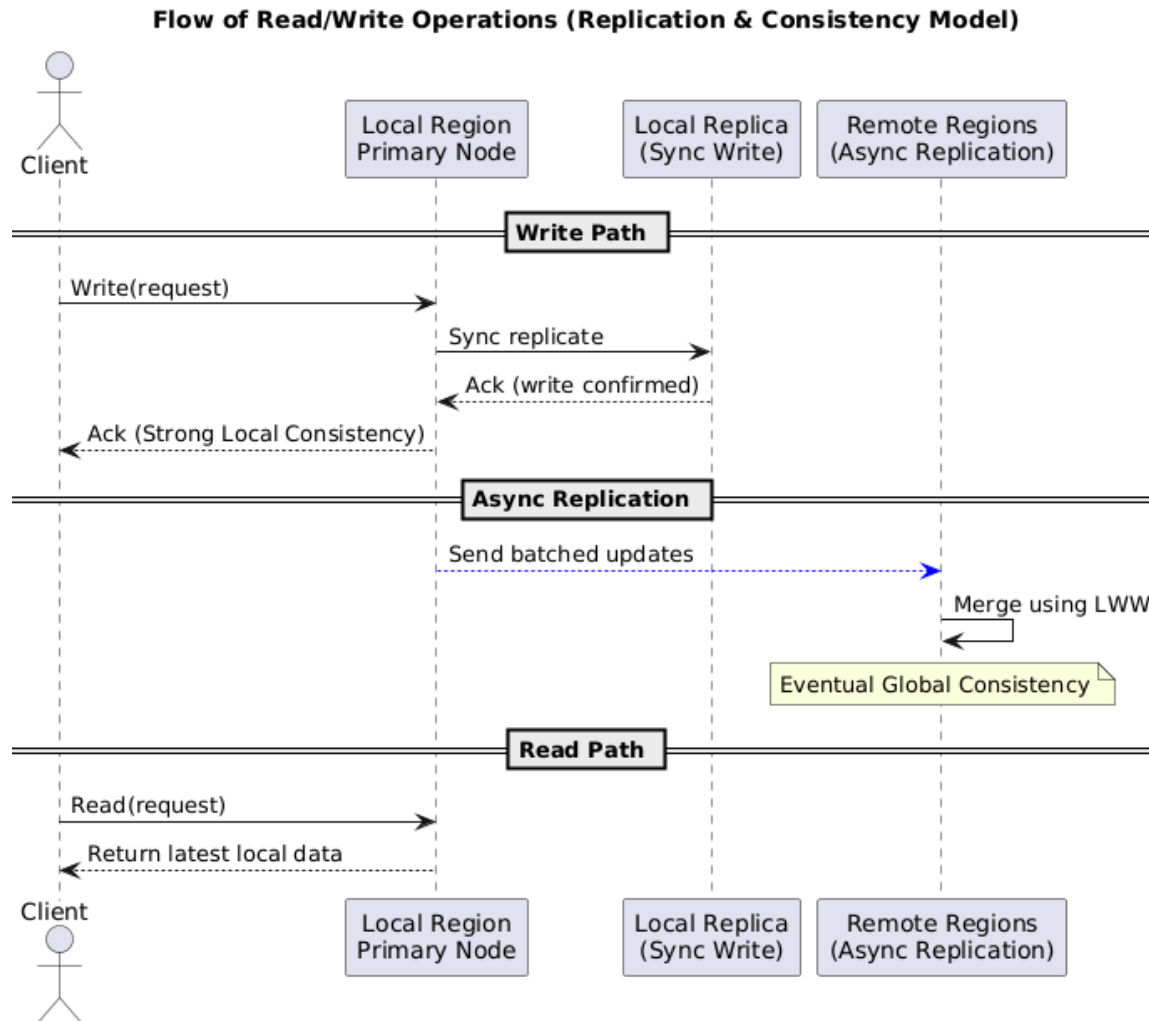 Flow of Read/Write Operations (Replication & Consistency Model)
Client
Local Region
Primary Node
Local Replica
(Sync Write)
Remote Regions
(Async Replication)
Write Path
Write(request)
Sync replicate
Ack (write confirmed)
Ack (Strong Local Consistency)
Async Replication
Send batched updates
Merge using LWW
Eventual Global Consistency
Read Path
Read(request)
Return latest local data
Client
Local Region
Primary Node
Local Replica
(Sync Write)
Remote Regions
(Async Replication)